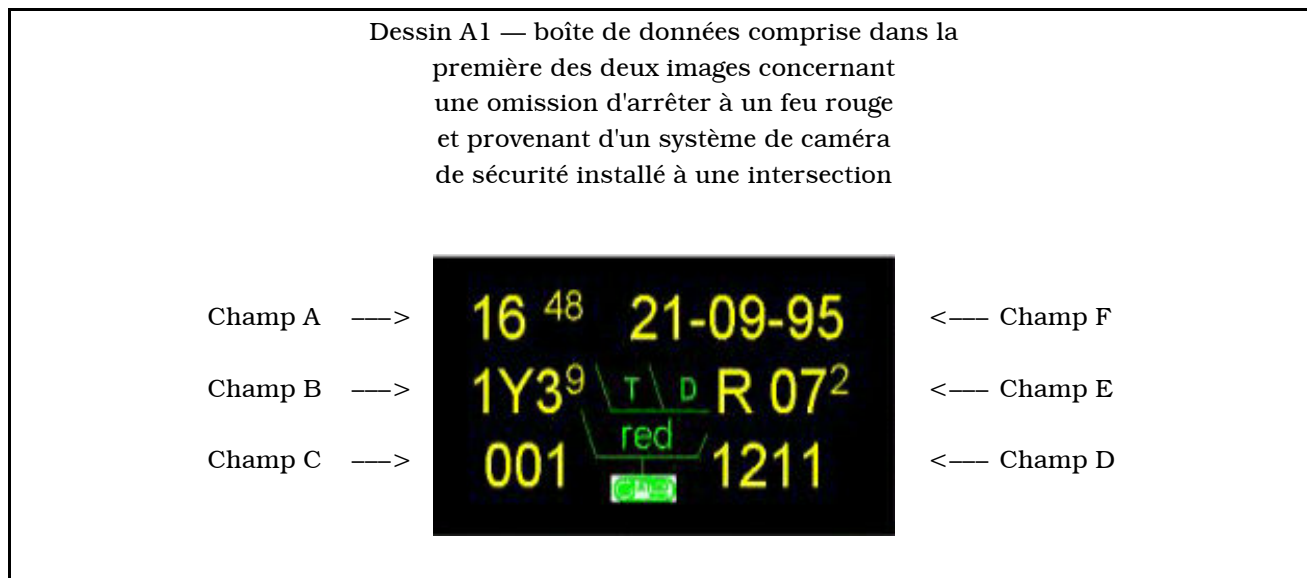 Dessin A1 — boîte de données comprise dans la
première des deux images concernant
une omission d'arrêter à un feu rouge
et provenant d'un système de caméra
de sécurité installé à une intersection
Champ A –––> 16 48 21-09-95 <––– Champ F
Champ B –––> 1Y3 9 T D R 07 2 <––– Champ E
red
Champ C –––> 001 1211 <––– Champ D